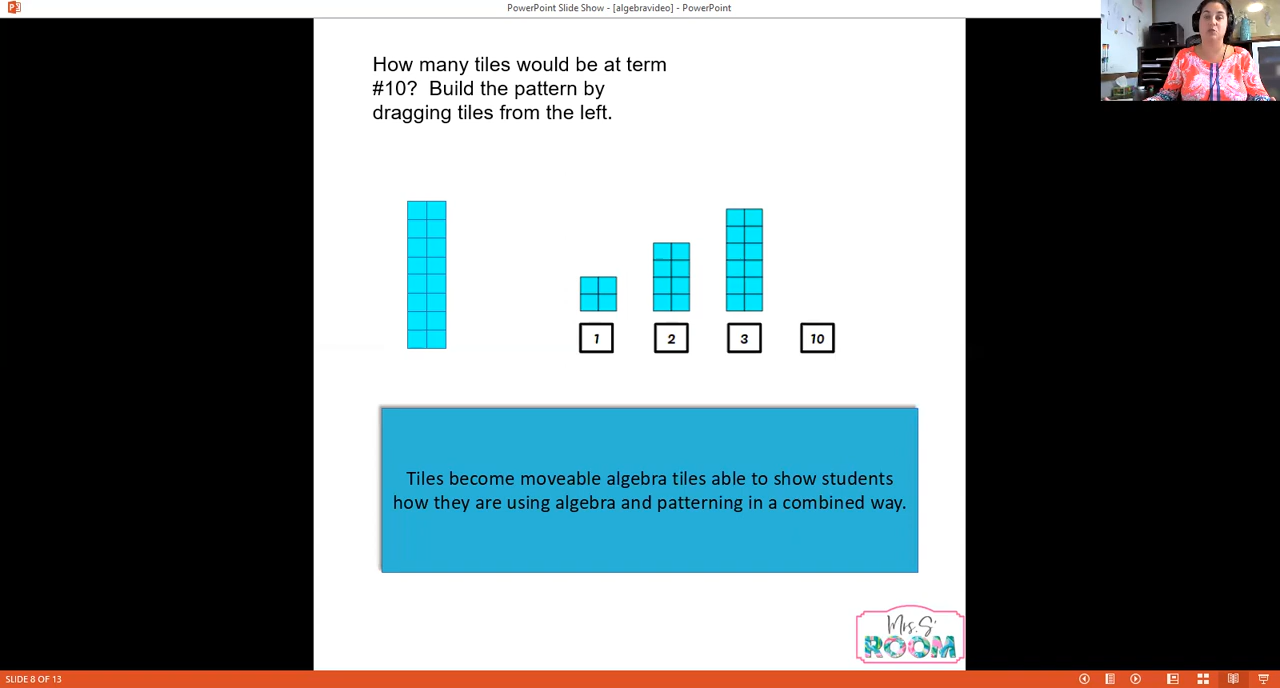 PowerPoint Slide Show - [algebravideo] - PowerPoint
How many tiles would be at term
#10? Build the pattern by
dragging tiles from the left.
1 2 3 10
Tiles become moveable algebra tiles able to show students
how they are using algebra and patterning in a combined way.
Mrs. S'
ROOM
SLIDE 8 OF 13